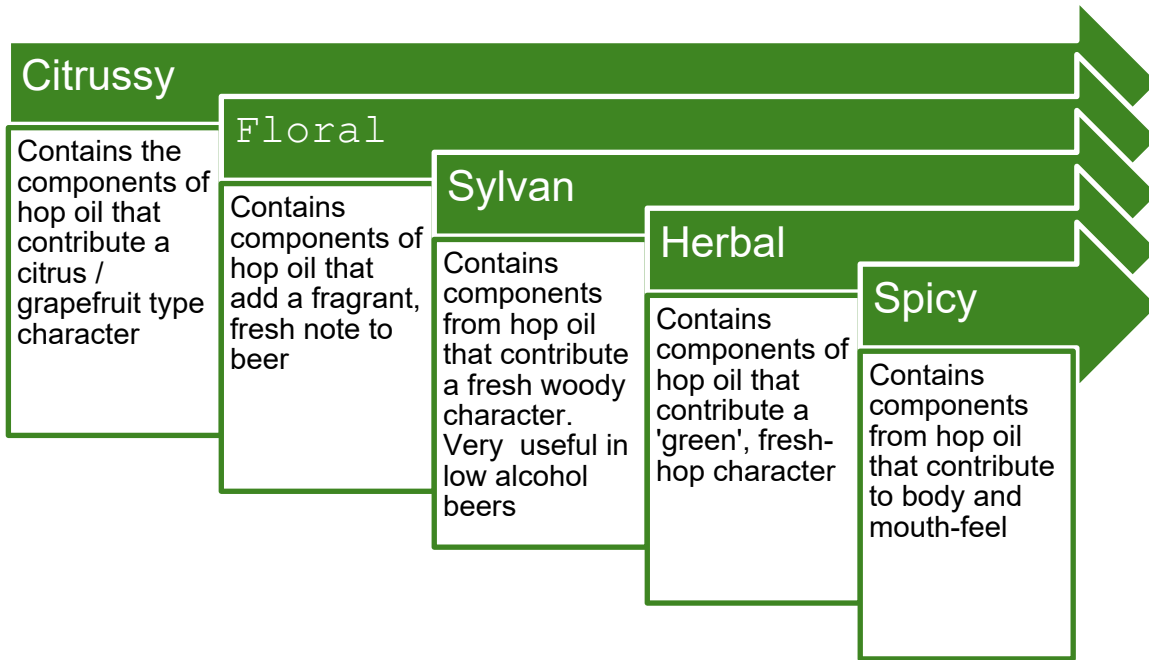 Citrussy
Contains the
components of
hop oil that
contribute a
citrus /
grapefruit type
character
Floral
Contains
components of
hop oil that
add a fragrant,
fresh note to
beer
Sylvan
Contains
components
from hop oil
that contribute
a fresh woody
character.
Very  useful in
low alcohol
beers
Herbal
Contains
components of
hop oil that
contribute a
'green', fresh-
hop character
Spicy
Contains
components
from hop oil
that contribute
to body and
mouth-feel